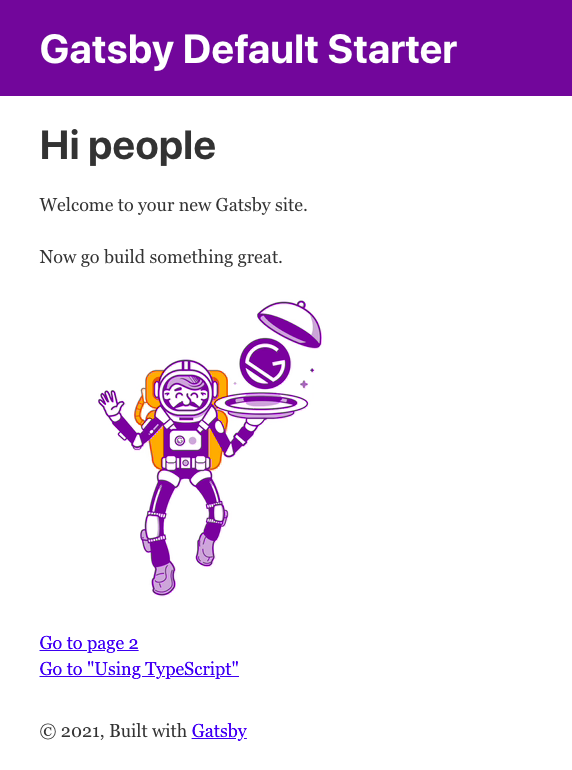 Gatsby Default Starter
Hi people
Welcome to your new Gatsby site.
Now go build something great.
Go to page 2
Go to "Using TypeScript"
© 2021, Built with Gatsby